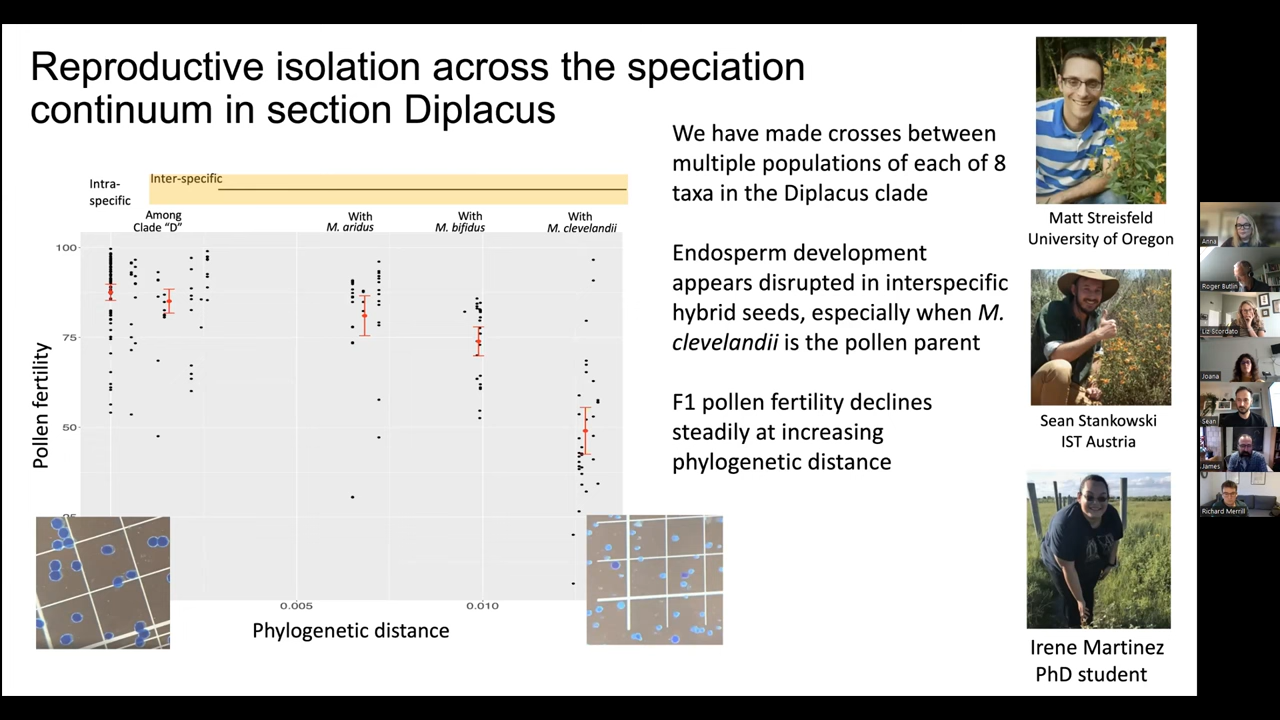 Reproductive isolation across the speciation
continuum in section Diplacus
Intra-
specific
Inter-specific
Among
Clade “D”
With
M. aridus
With
M. bifidus
With
M. clevelandii
100
75
50
Pollen fertility
0.005
0.010
Phylogenetic distance
We have made crosses between
multiple populations of each of 8
taxa in the Diplacus clade
Endosperm development
appears disrupted in interspecific
hybrid seeds, especially when M.
clevelandii is the pollen parent
F1 pollen fertility declines
steadily at increasing
phylogenetic distance
Matt Streisfeld
University of Oregon
Sean Stankowski
IST Austria
Irene Martinez
PhD student
Anna
Roger Butlin
Liz Scordato
Joana
Sean
James
Richard Merrill